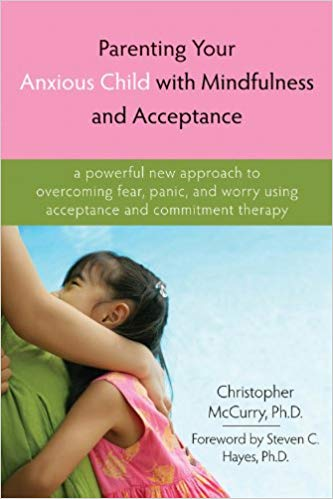 Parenting Your
Anxious Child with Mindfulness
and Acceptance
a powerful new approach to
overcoming fear, panic, and worry using
acceptance and commitment therapy
Christopher
McCurry, Ph.D.
Foreword by Steven C.
Hayes, Ph.D.